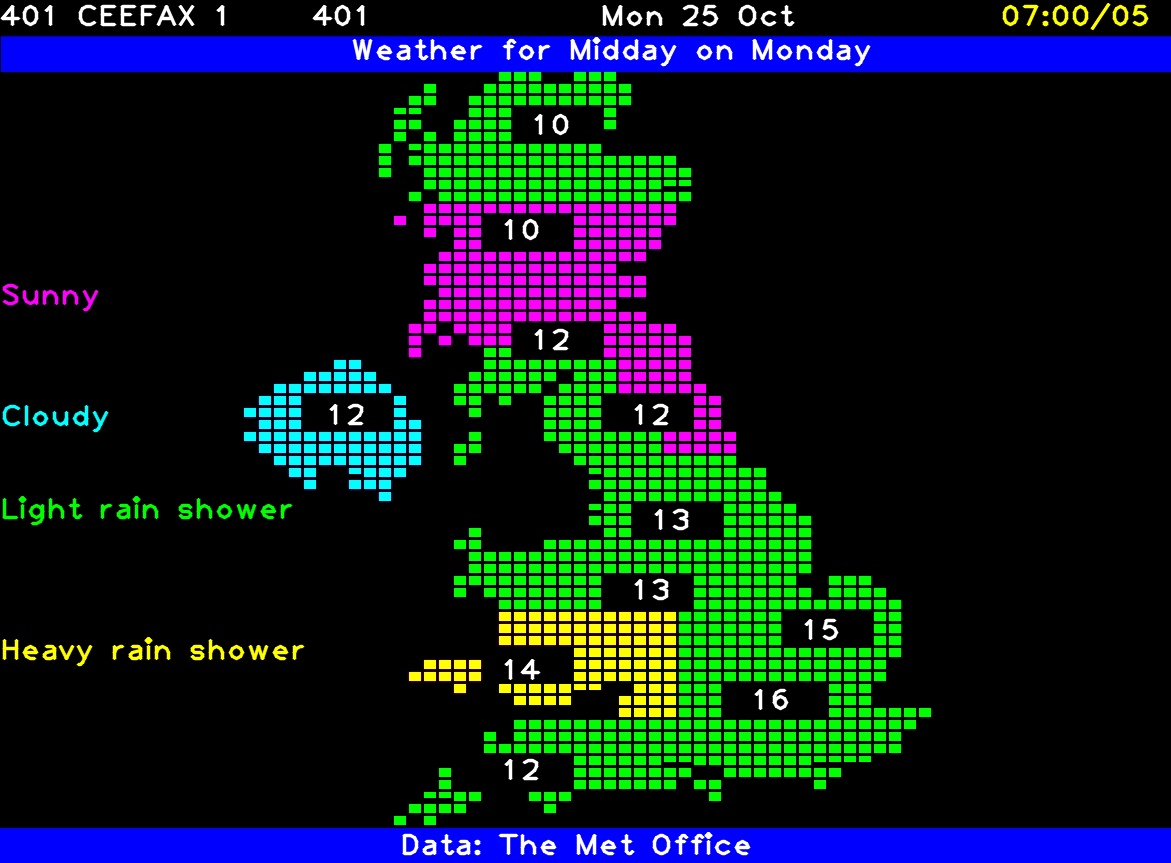 401 CEEFAX 1 401 Mon 25 Oct 07:00/05
Weather for Midday on Monday
10
10
Sunny
12
Cloudy 12 12
Light rain shower 13
13
15
Heavy rain shower 14
16
12
Data: The Met Office